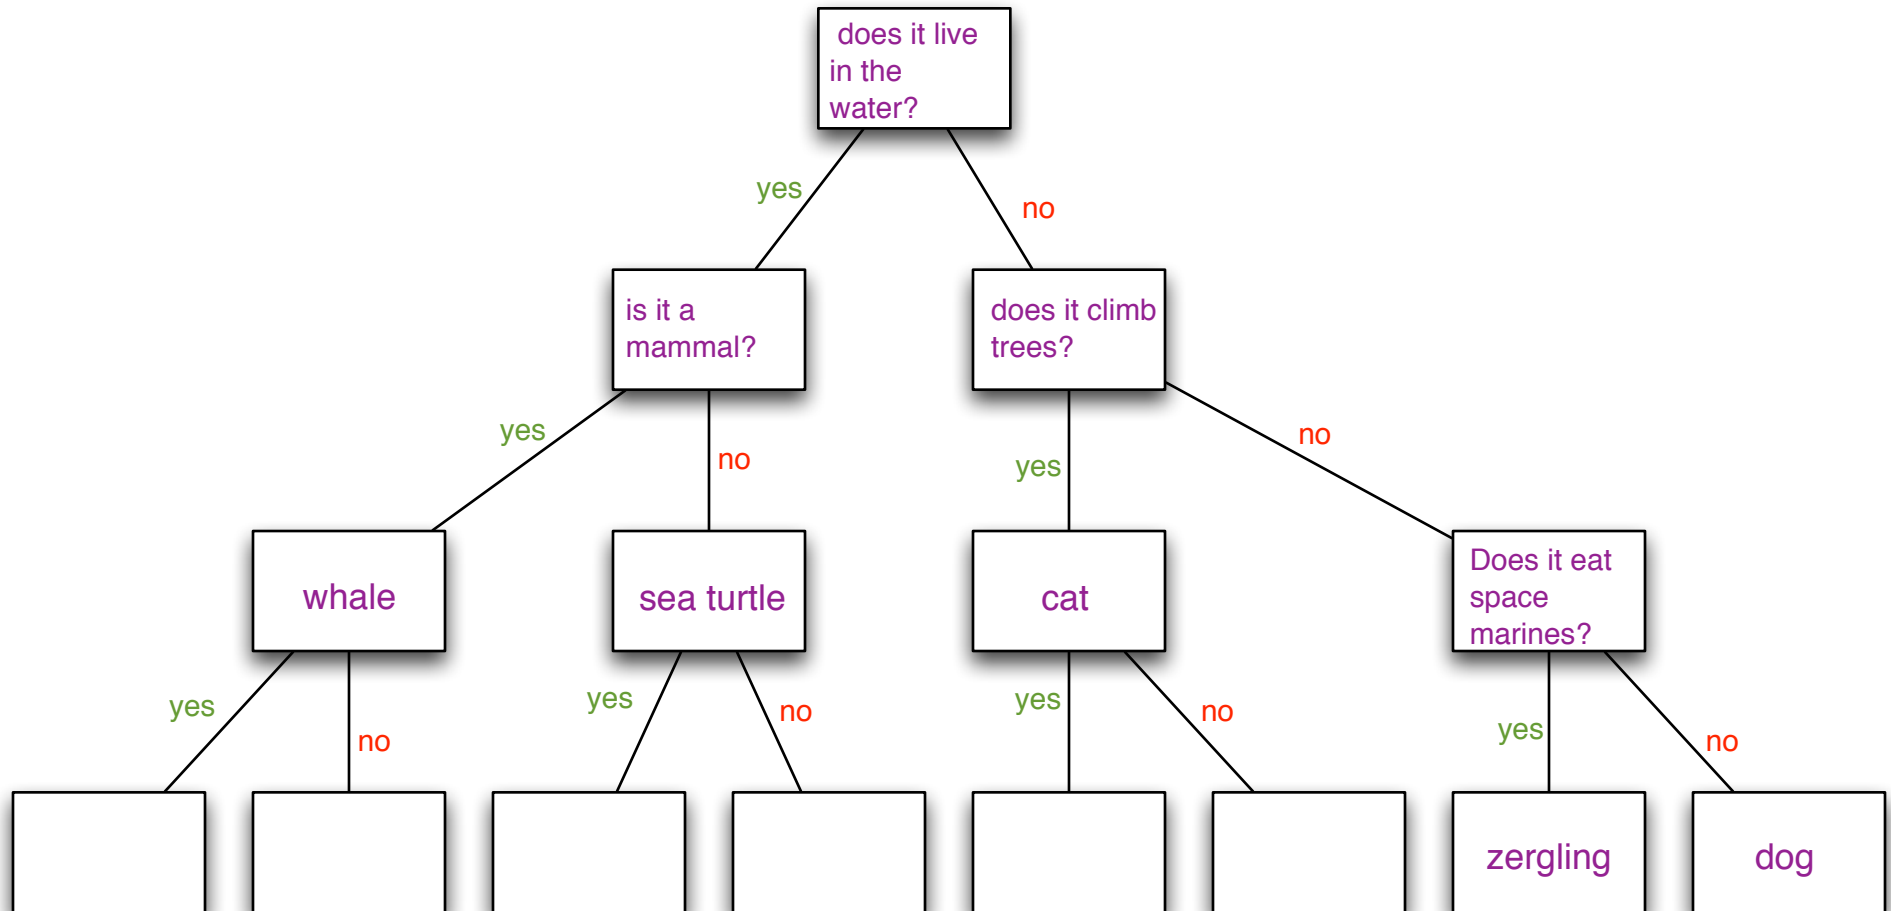 does it live
in the
water?
yes
no
is it a
mammal?
does it climb
trees?
yes
no
yes
no
whale
sea turtle
cat
Does it eat
space
marines?
yes
no
yes
no
yes
no
yes
no
zergling
dog